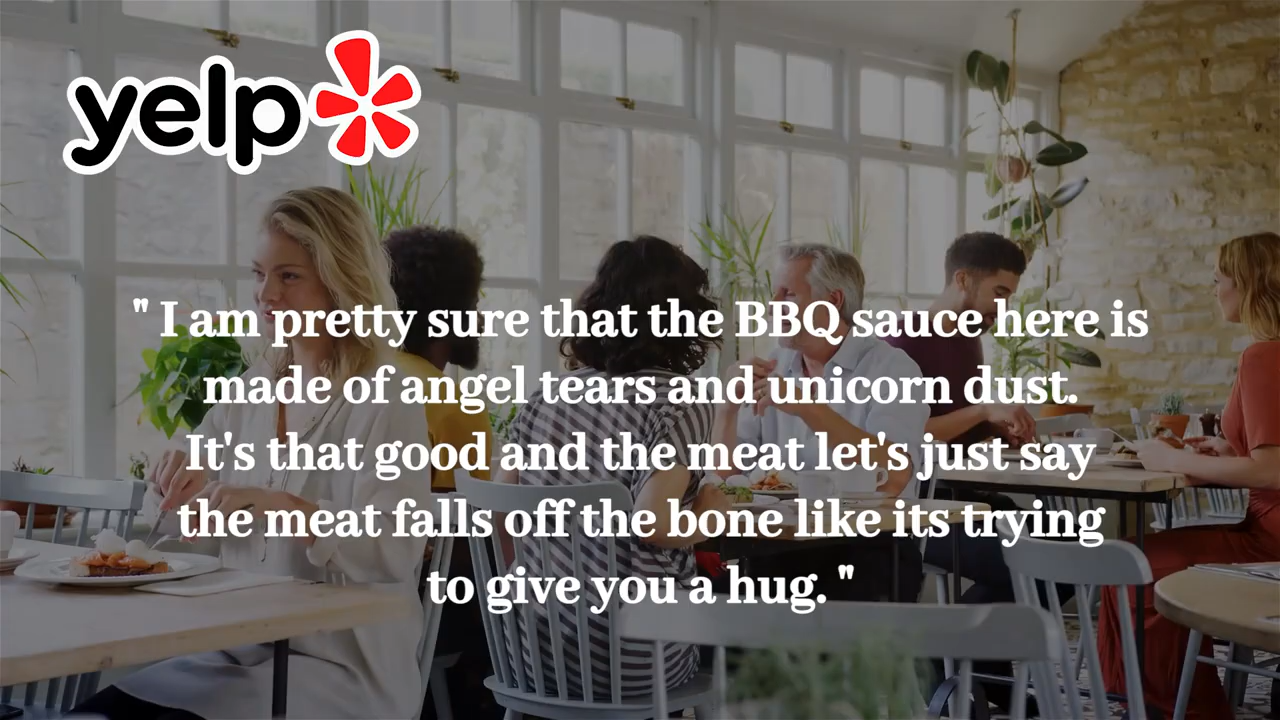 yelp
" I am pretty sure that the BBQ sauce here is
made of angel tears and unicorn dust.
It's that good and the meat let's just say
the meat falls off the bone like its trying
to give you a hug. "